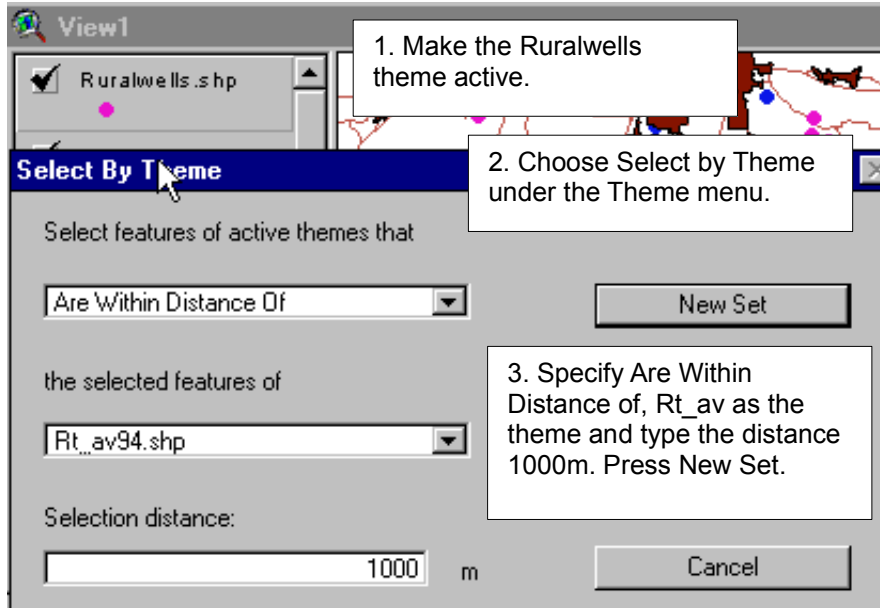 View1
1. Make the Ruralwells
theme active.
Ruralwells.shp
Select By Theme
2. Choose Select by Theme
under the Theme menu.
Select features of active themes that
Are Within Distance Of
New Set
the selected features of
3. Specify Are Within
Distance of, Rt_av as the
theme and type the distance
1000m. Press New Set.
Rt_av94.shp
Selection distance:
1000 m
Cancel